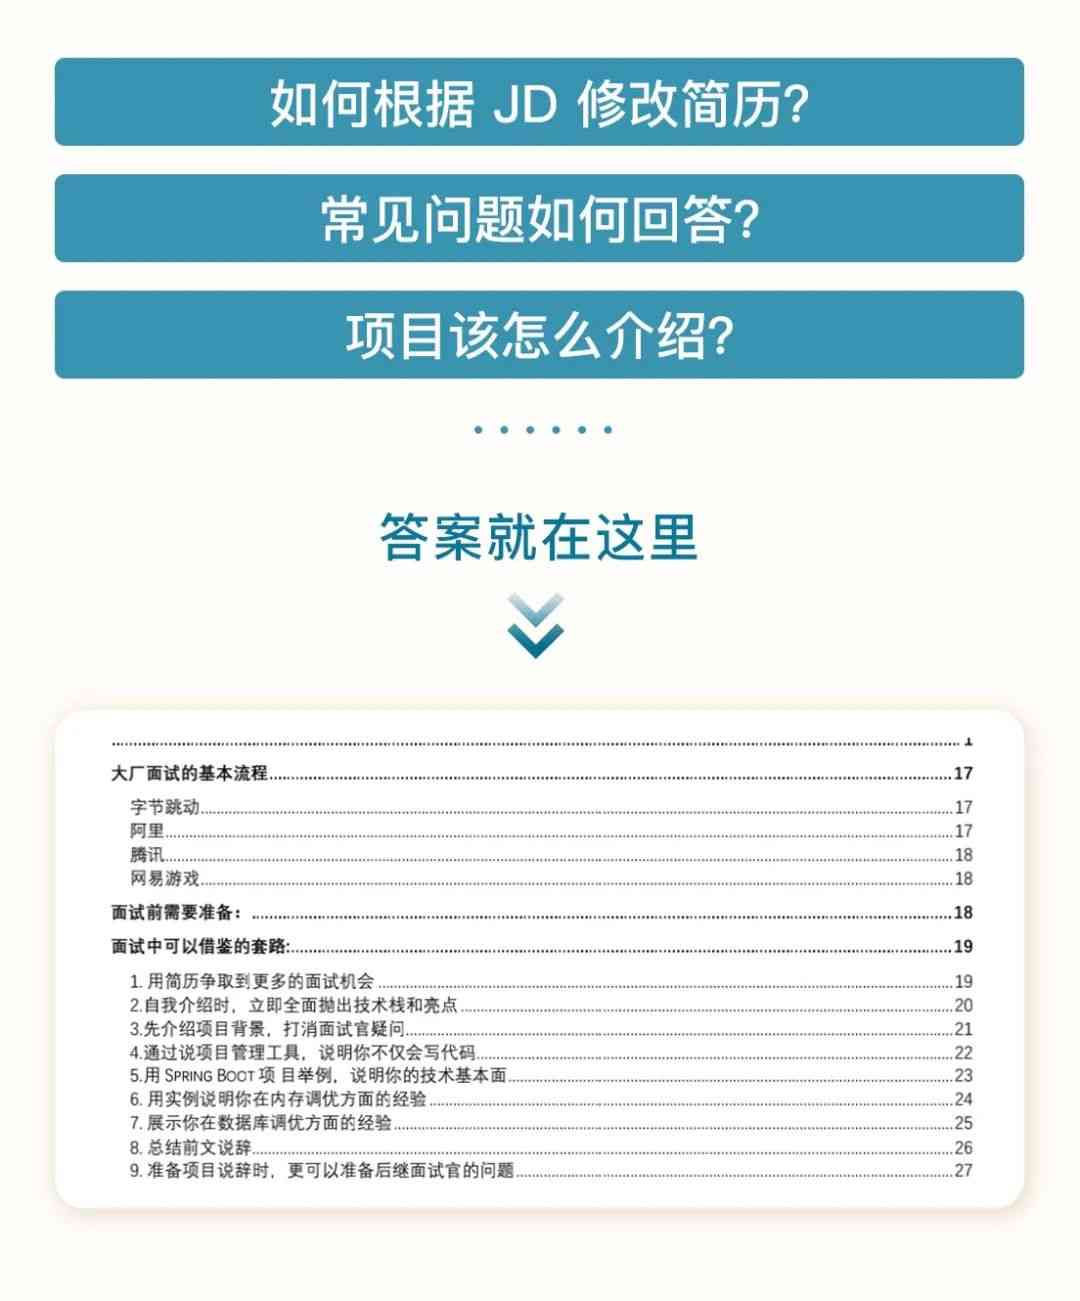 如何根据 JD 修改简历?
常见问题如何回答?
项目该怎么介绍?
......
答案就在这里
........1
大厂面试的基本流程........17
字节跳动........17
阿里........17
腾讯........18
网易游戏........18
面试前需要准备：........18
面试中可以借鉴的套路:........19
1. 用简历争取到更多的面试机会........19
2.自我介绍时，立即全面抛出技术栈和亮点........20
3.先介绍项目背景，打消面试官疑问........21
4.通过说项目管理工具，说明你不仅会写代码........22
5.用 SPRING BOOT 项 目举例，说明你的技术基本面........23
6. 用实例说明你在内存调优方面的经验........24
7. 展示你在数据库调优方面的经验........25
8. 总结前文说辞........26
9. 准备项目说辞时，更可以准备后继面试官的问题........27